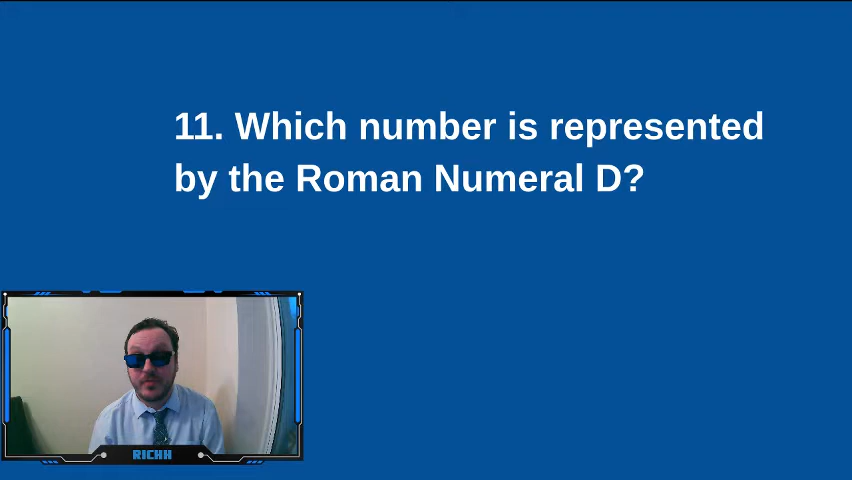 11. Which number is represented
by the Roman Numeral D?
RICHH